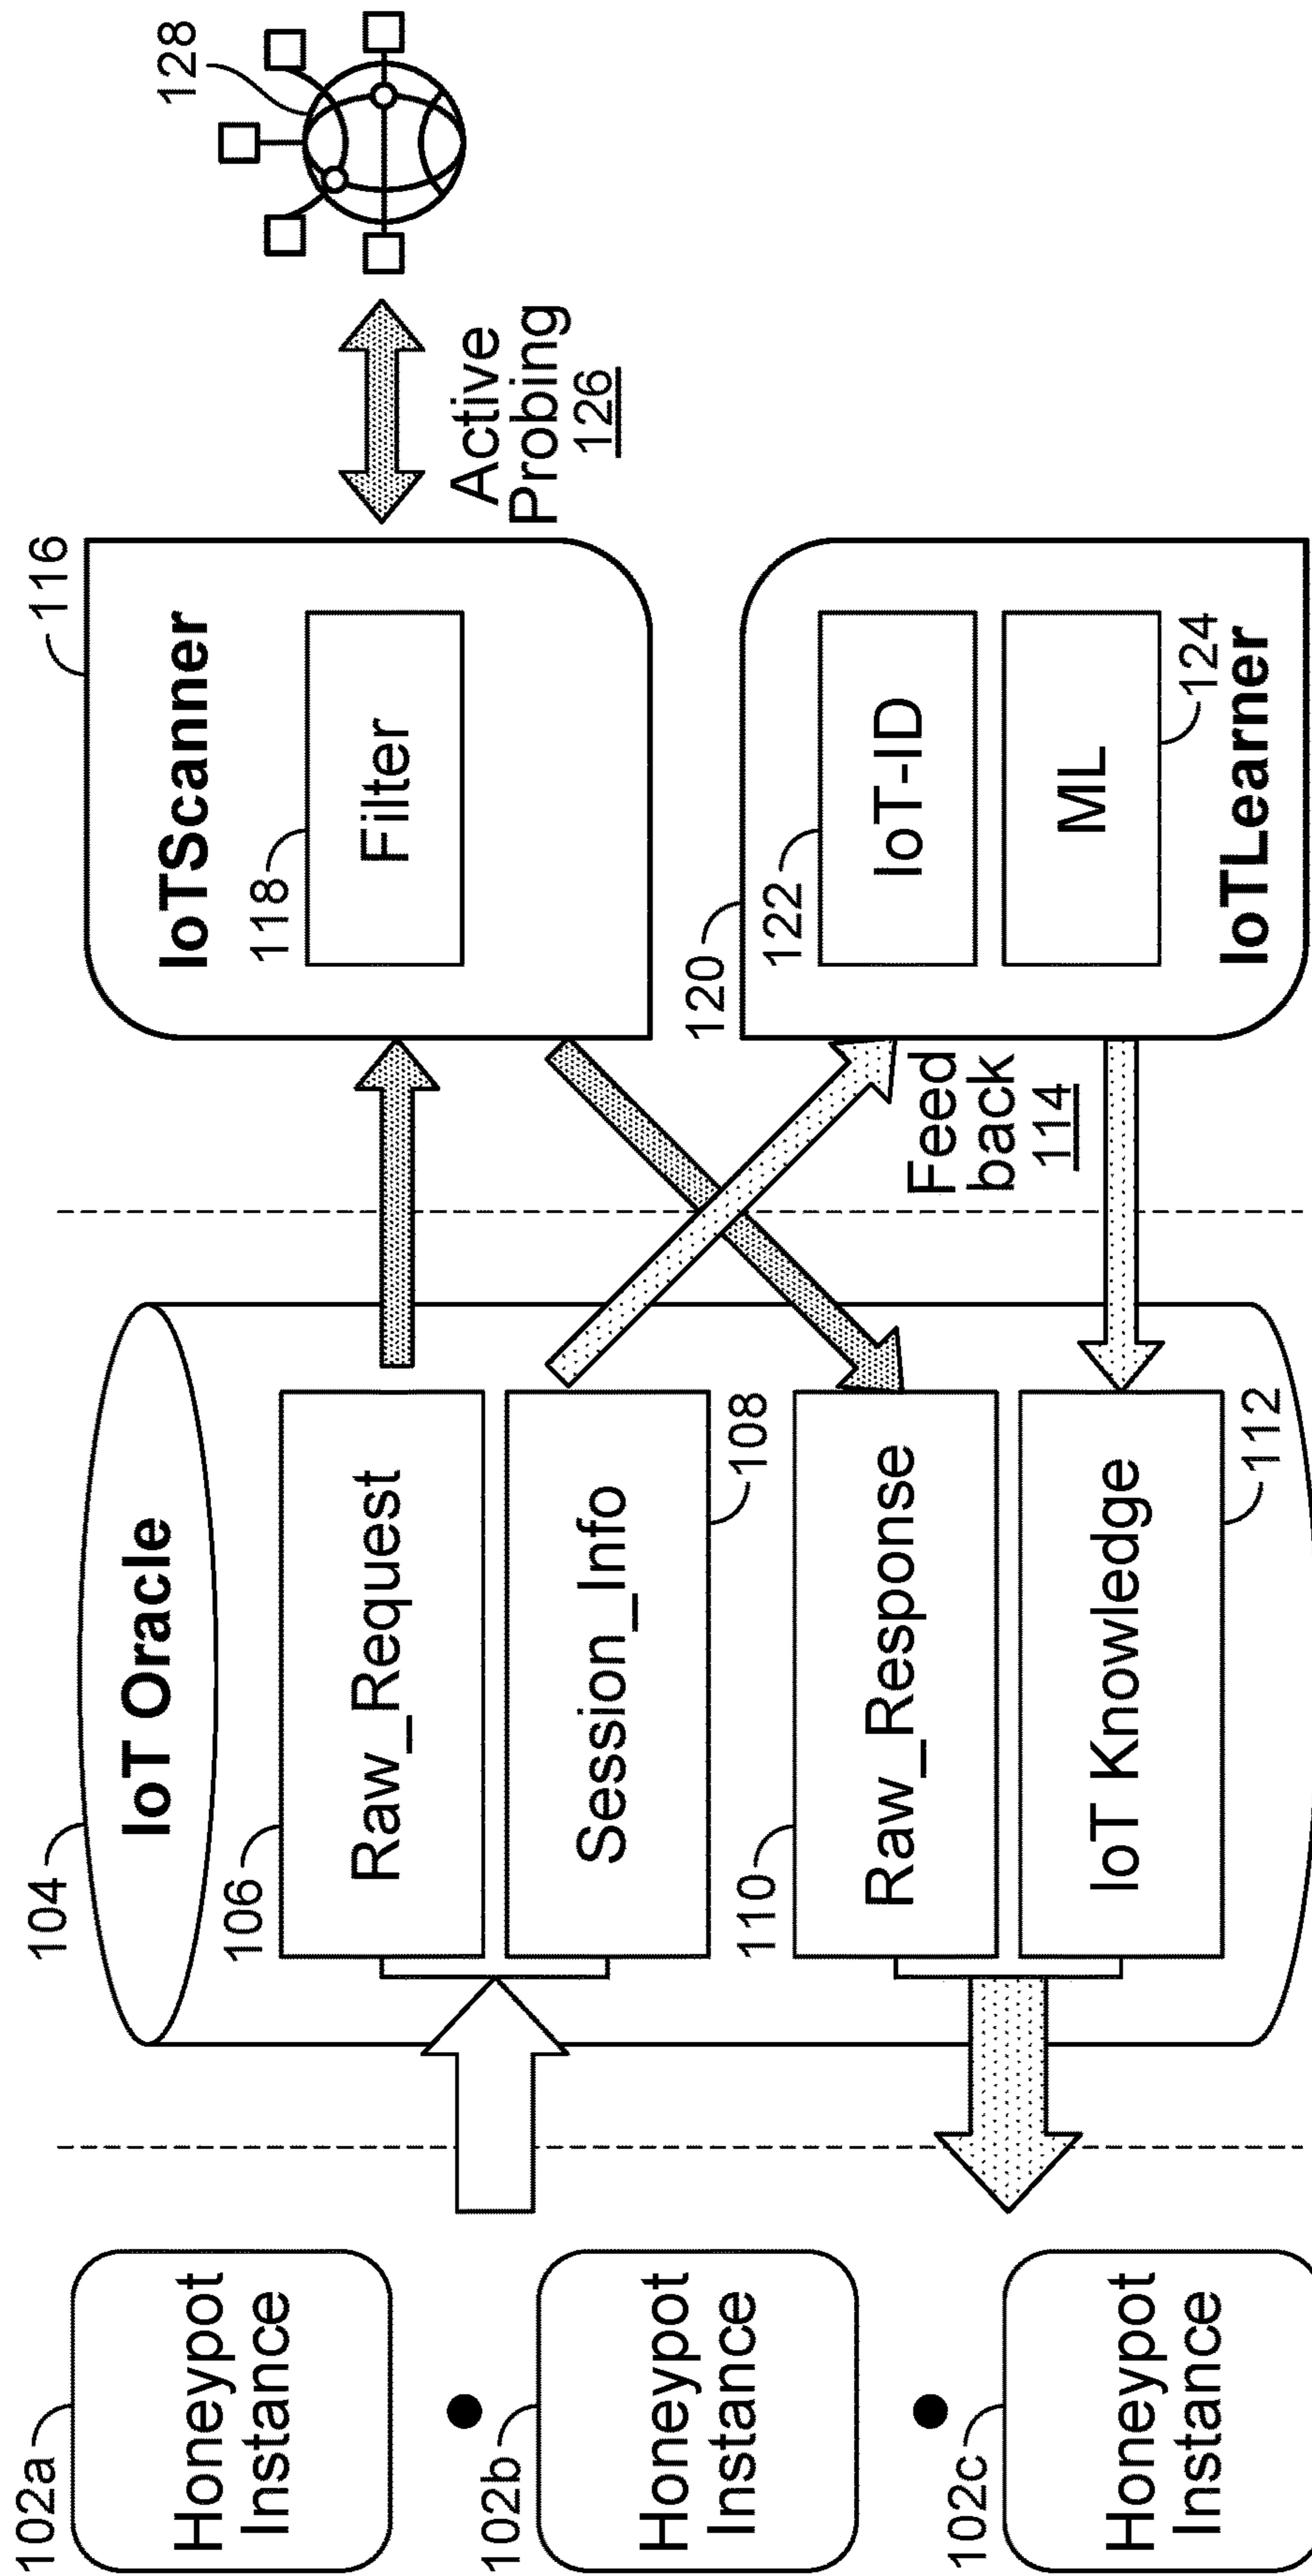 102a
Honeypot
Instance
102b
Honeypot
Instance
102c
Honeypot
Instance
104
IoT Oracle
106
Raw_Request
Session_Info
108
110
Raw_Response
IoT Knowledge
112
Feed
back
114
116
IoTScanner
118
Filter
120
122
IoT-ID
ML
124
IoTLearner
Active
Probing
126
128